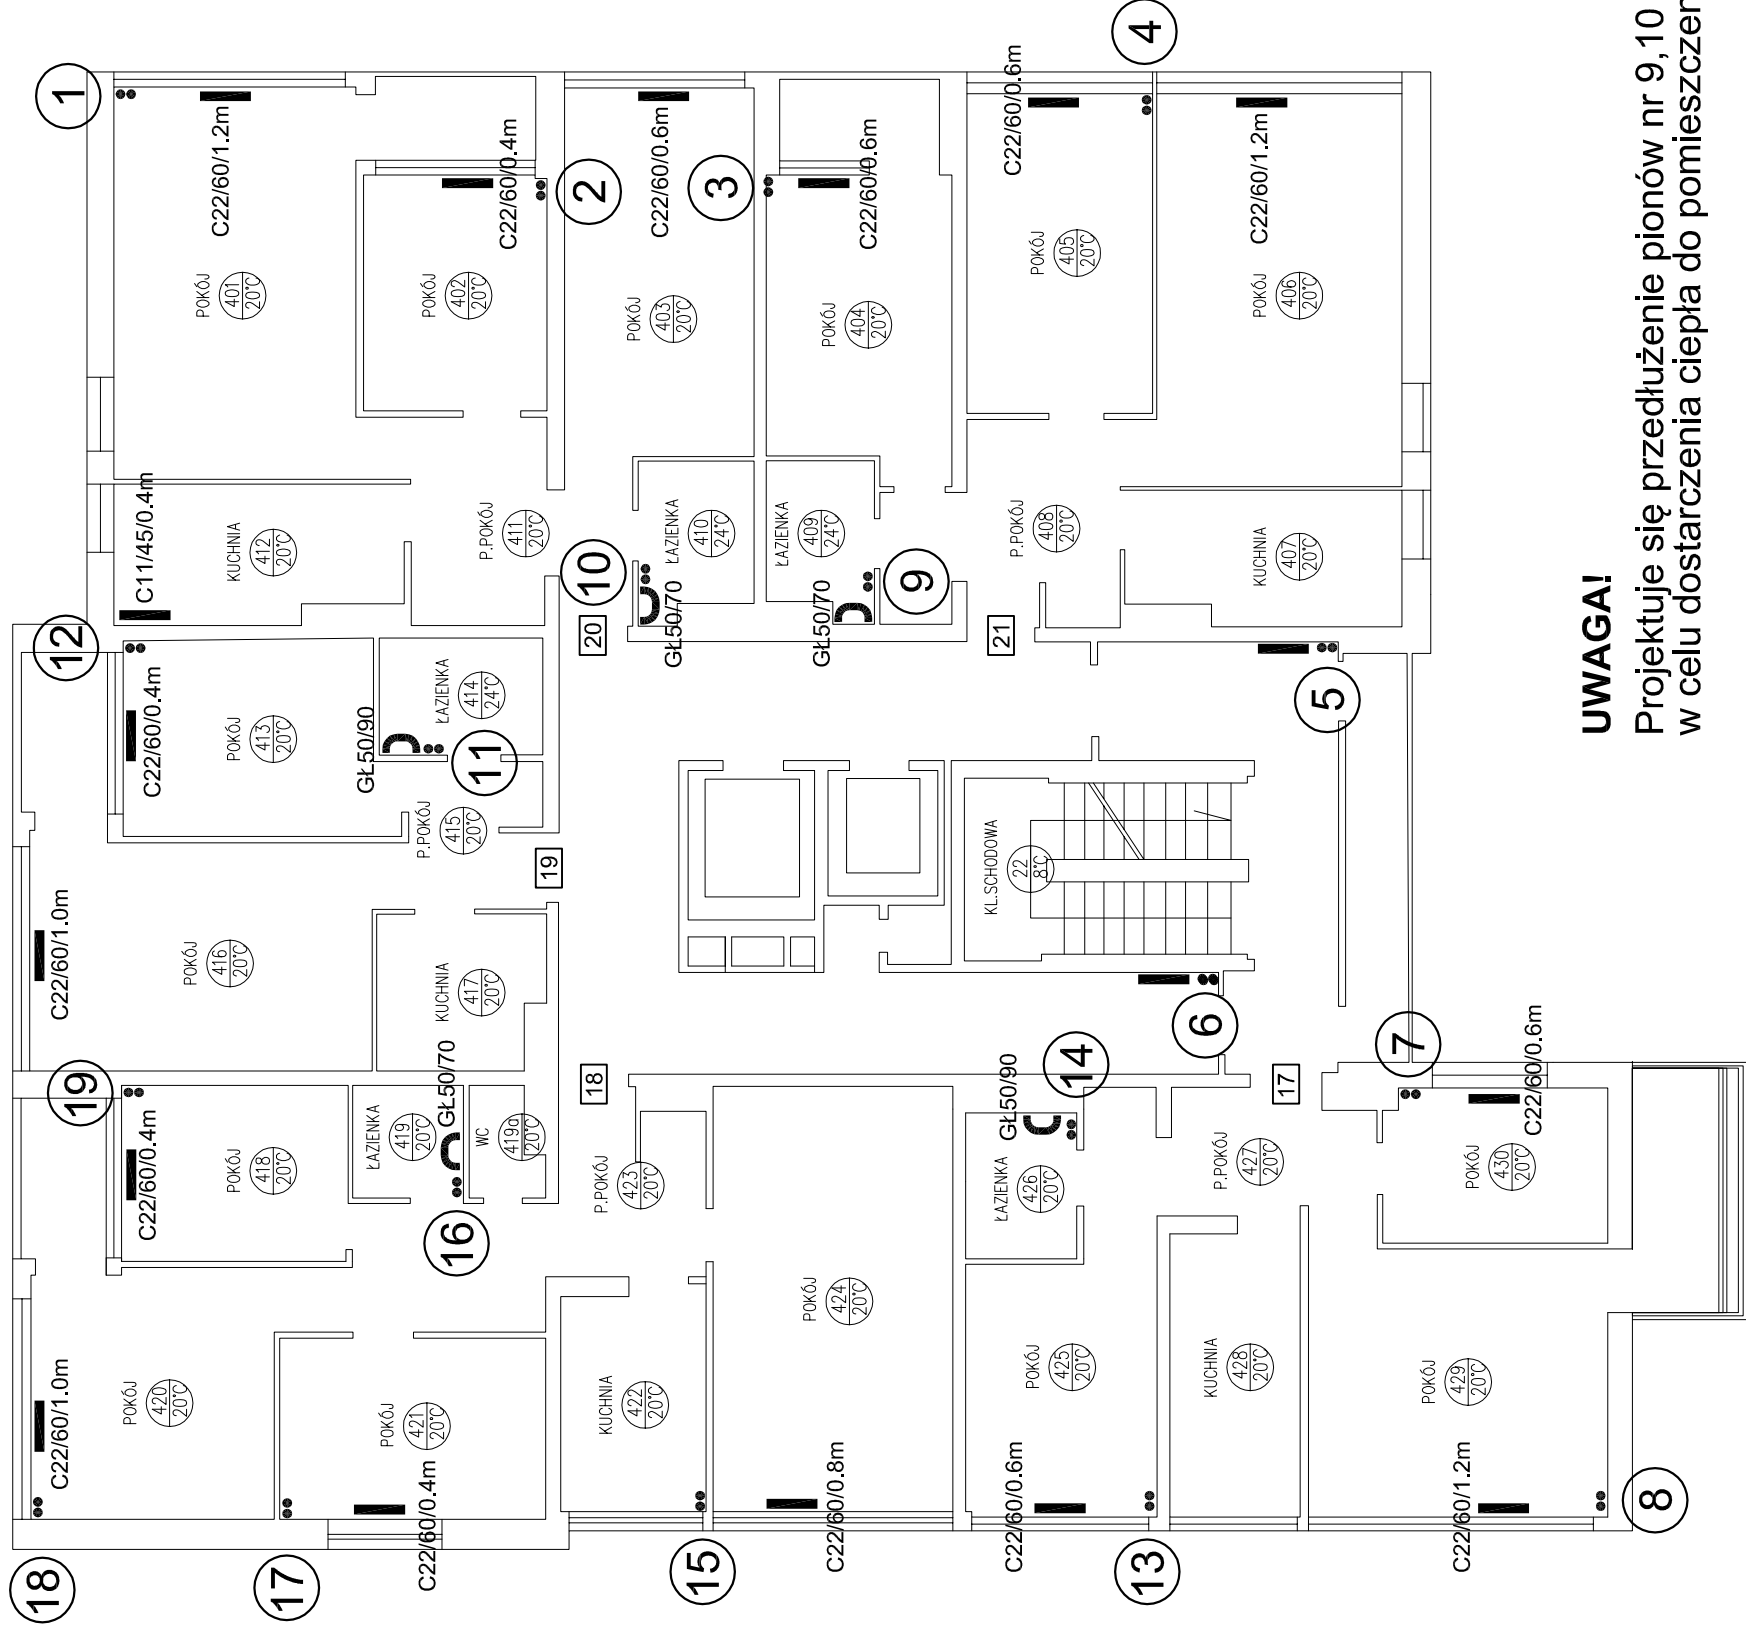 18
C22/60/1.0m
C22/60/1.0m
19
12
1
POKÓJ
420
20°C
C22/60/0.4m
C22/60/0.4m
C11/45/0.4m
POKÓJ
416
20°C
POKÓJ
401
20°C
C22/60/1.2m
POKÓJ
418
20°C
POKÓJ
413
20°C
KUCHNIA
412
20°C
17
POKÓJ
421
20°C
C22/60/0.4m
ŁAZIENKA
419
20°C
GŁ50/90
16
GŁ50/70
KUCHNIA
417
20°C
P.POKÓJ
415
20°C
ŁAZIENKA
414
24°C
11
POKÓJ
402
20°C
WC
419a
20°C
P.POKÓJ
411
20°C
C22/60/0.4m
19
18
20
10
2
KUCHNIA
422
20°C
P.POKÓJ
423
20°C
POKÓJ
403
20°C
C22/60/0.6m
GŁ50/70
ŁAZIENKA
410
24°C
15
3
POKÓJ
424
20°C
C22/60/0.8m
GŁ50/70
ŁAZIENKA
409
24°C
POKÓJ
404
20°C
C22/60/0.6m
9
KL.SCHODOWA
22
8°C
21
C22/60/0.6m
GŁ50/90
ŁAZIENKA
426
20°C
P.POKÓJ
408
20°C
C22/60/0.6m
POKÓJ
425
20°C
14
POKÓJ
405
20°C
13
4
KUCHNIA
428
20°C
P.POKÓJ
427
20°C
6
KUCHNIA
407
20°C
POKÓJ
406
20°C
C22/60/1.2m
17
5
7
POKÓJ
429
20°C
C22/60/1.2m
POKÓJ
430
20°C
C22/60/0.6m
8
UWAGA!
Projektuje się przedłużenie pionów nr 9,10
w celu dostarczenia ciepła do